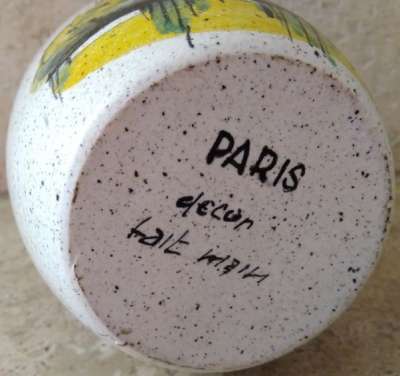 PARIS
decor
fait main